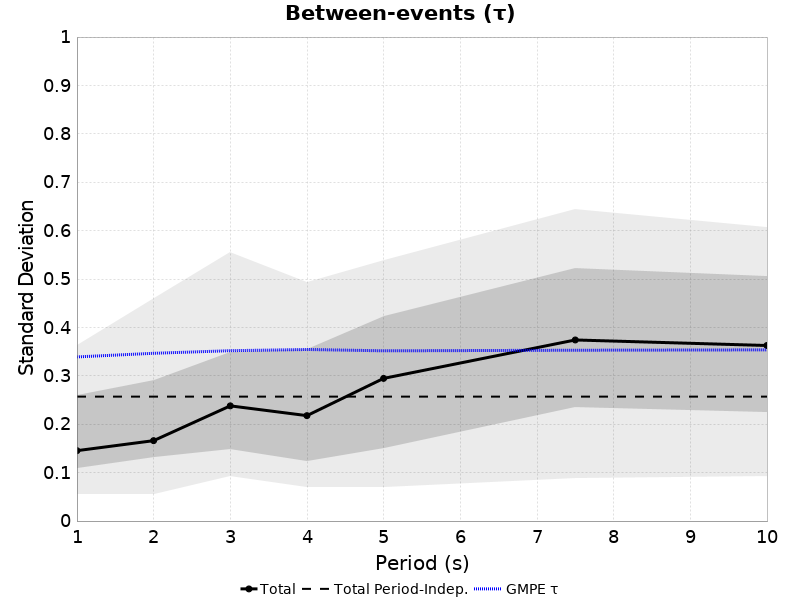 Between-events (τ)
Standard Deviation
1
0.9
0.8
0.7
0.6
0.5
0.4
0.3
0.2
0.1
0
1 2 3 4 5 6 7 8 9 10
Period (s)
Total Total Period-Indep. GMPE τ